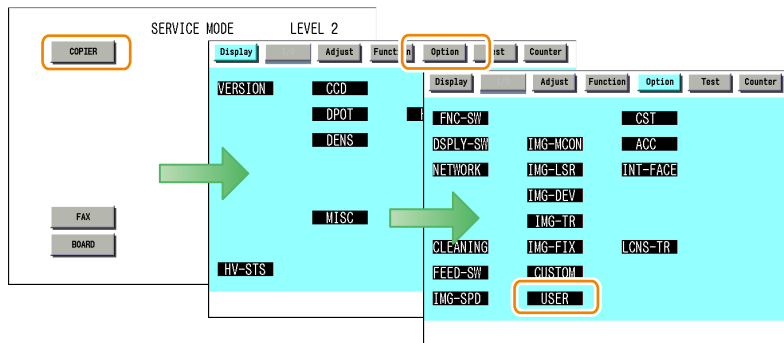 SERVICE MODE LEVEL 2
COPIER
FAX
BOARD
Display Adjust Option Counter
VERSION CCD
DPOT
DENS
MISC
HV-STS
Display Adjust Function Option Test Counter
FNC-SW CST
DSPLY-SW IMG-MCON ACC
NETWORK IMG-LSR INT-FACE
IMG-DEV
IMG-TR
CLEANING IMG-FIX LCNS-TR
FEED-SW CUSTOM
IMG-SPD USER